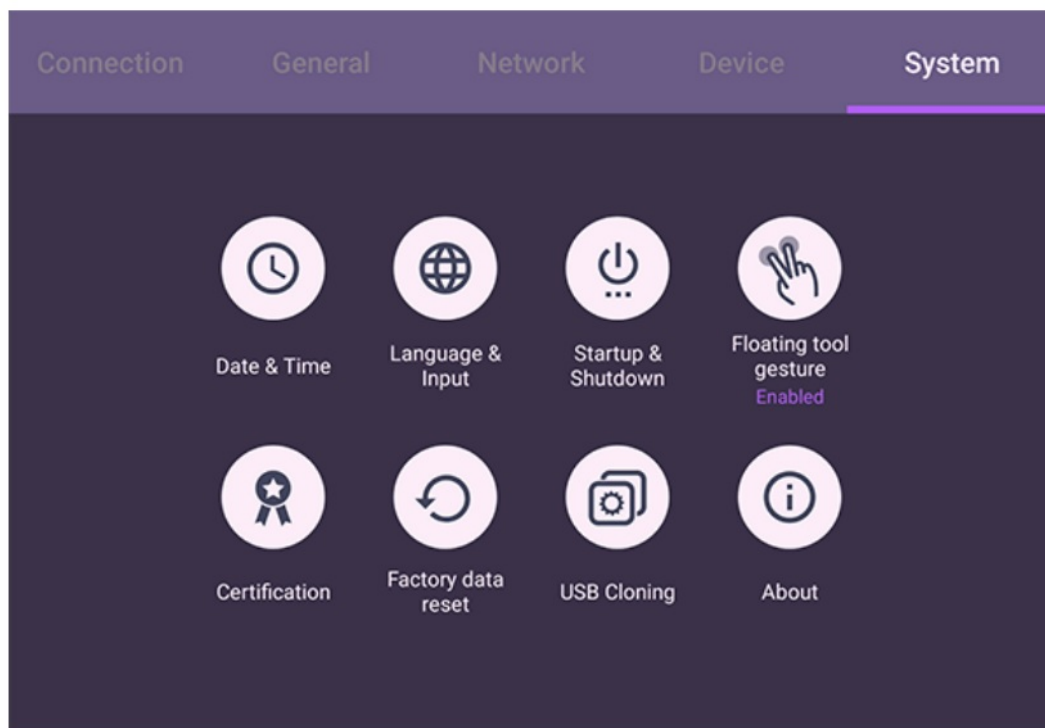 Connection General Network Device System
Date & Time
Language &
Input
Startup &
Shutdown
Floating tool
gesture
Enabled
Certification
Factory data
reset
USB Cloning
About